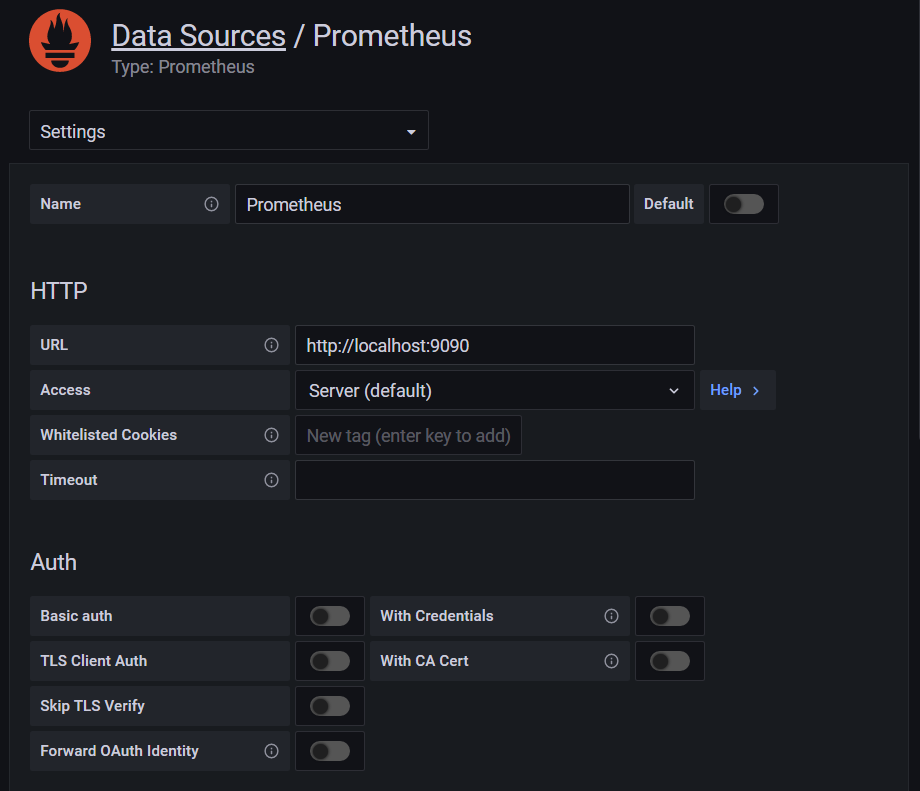 Data Sources / Prometheus
Type: Prometheus
Settings
Name Prometheus Default
HTTP
URL http://localhost:9090
Access Server (default) Help
Whitelisted Cookies New tag (enter key to add)
Timeout
Auth
Basic auth With Credentials
TLS Client Auth With CA Cert
Skip TLS Verify
Forward OAuth Identity